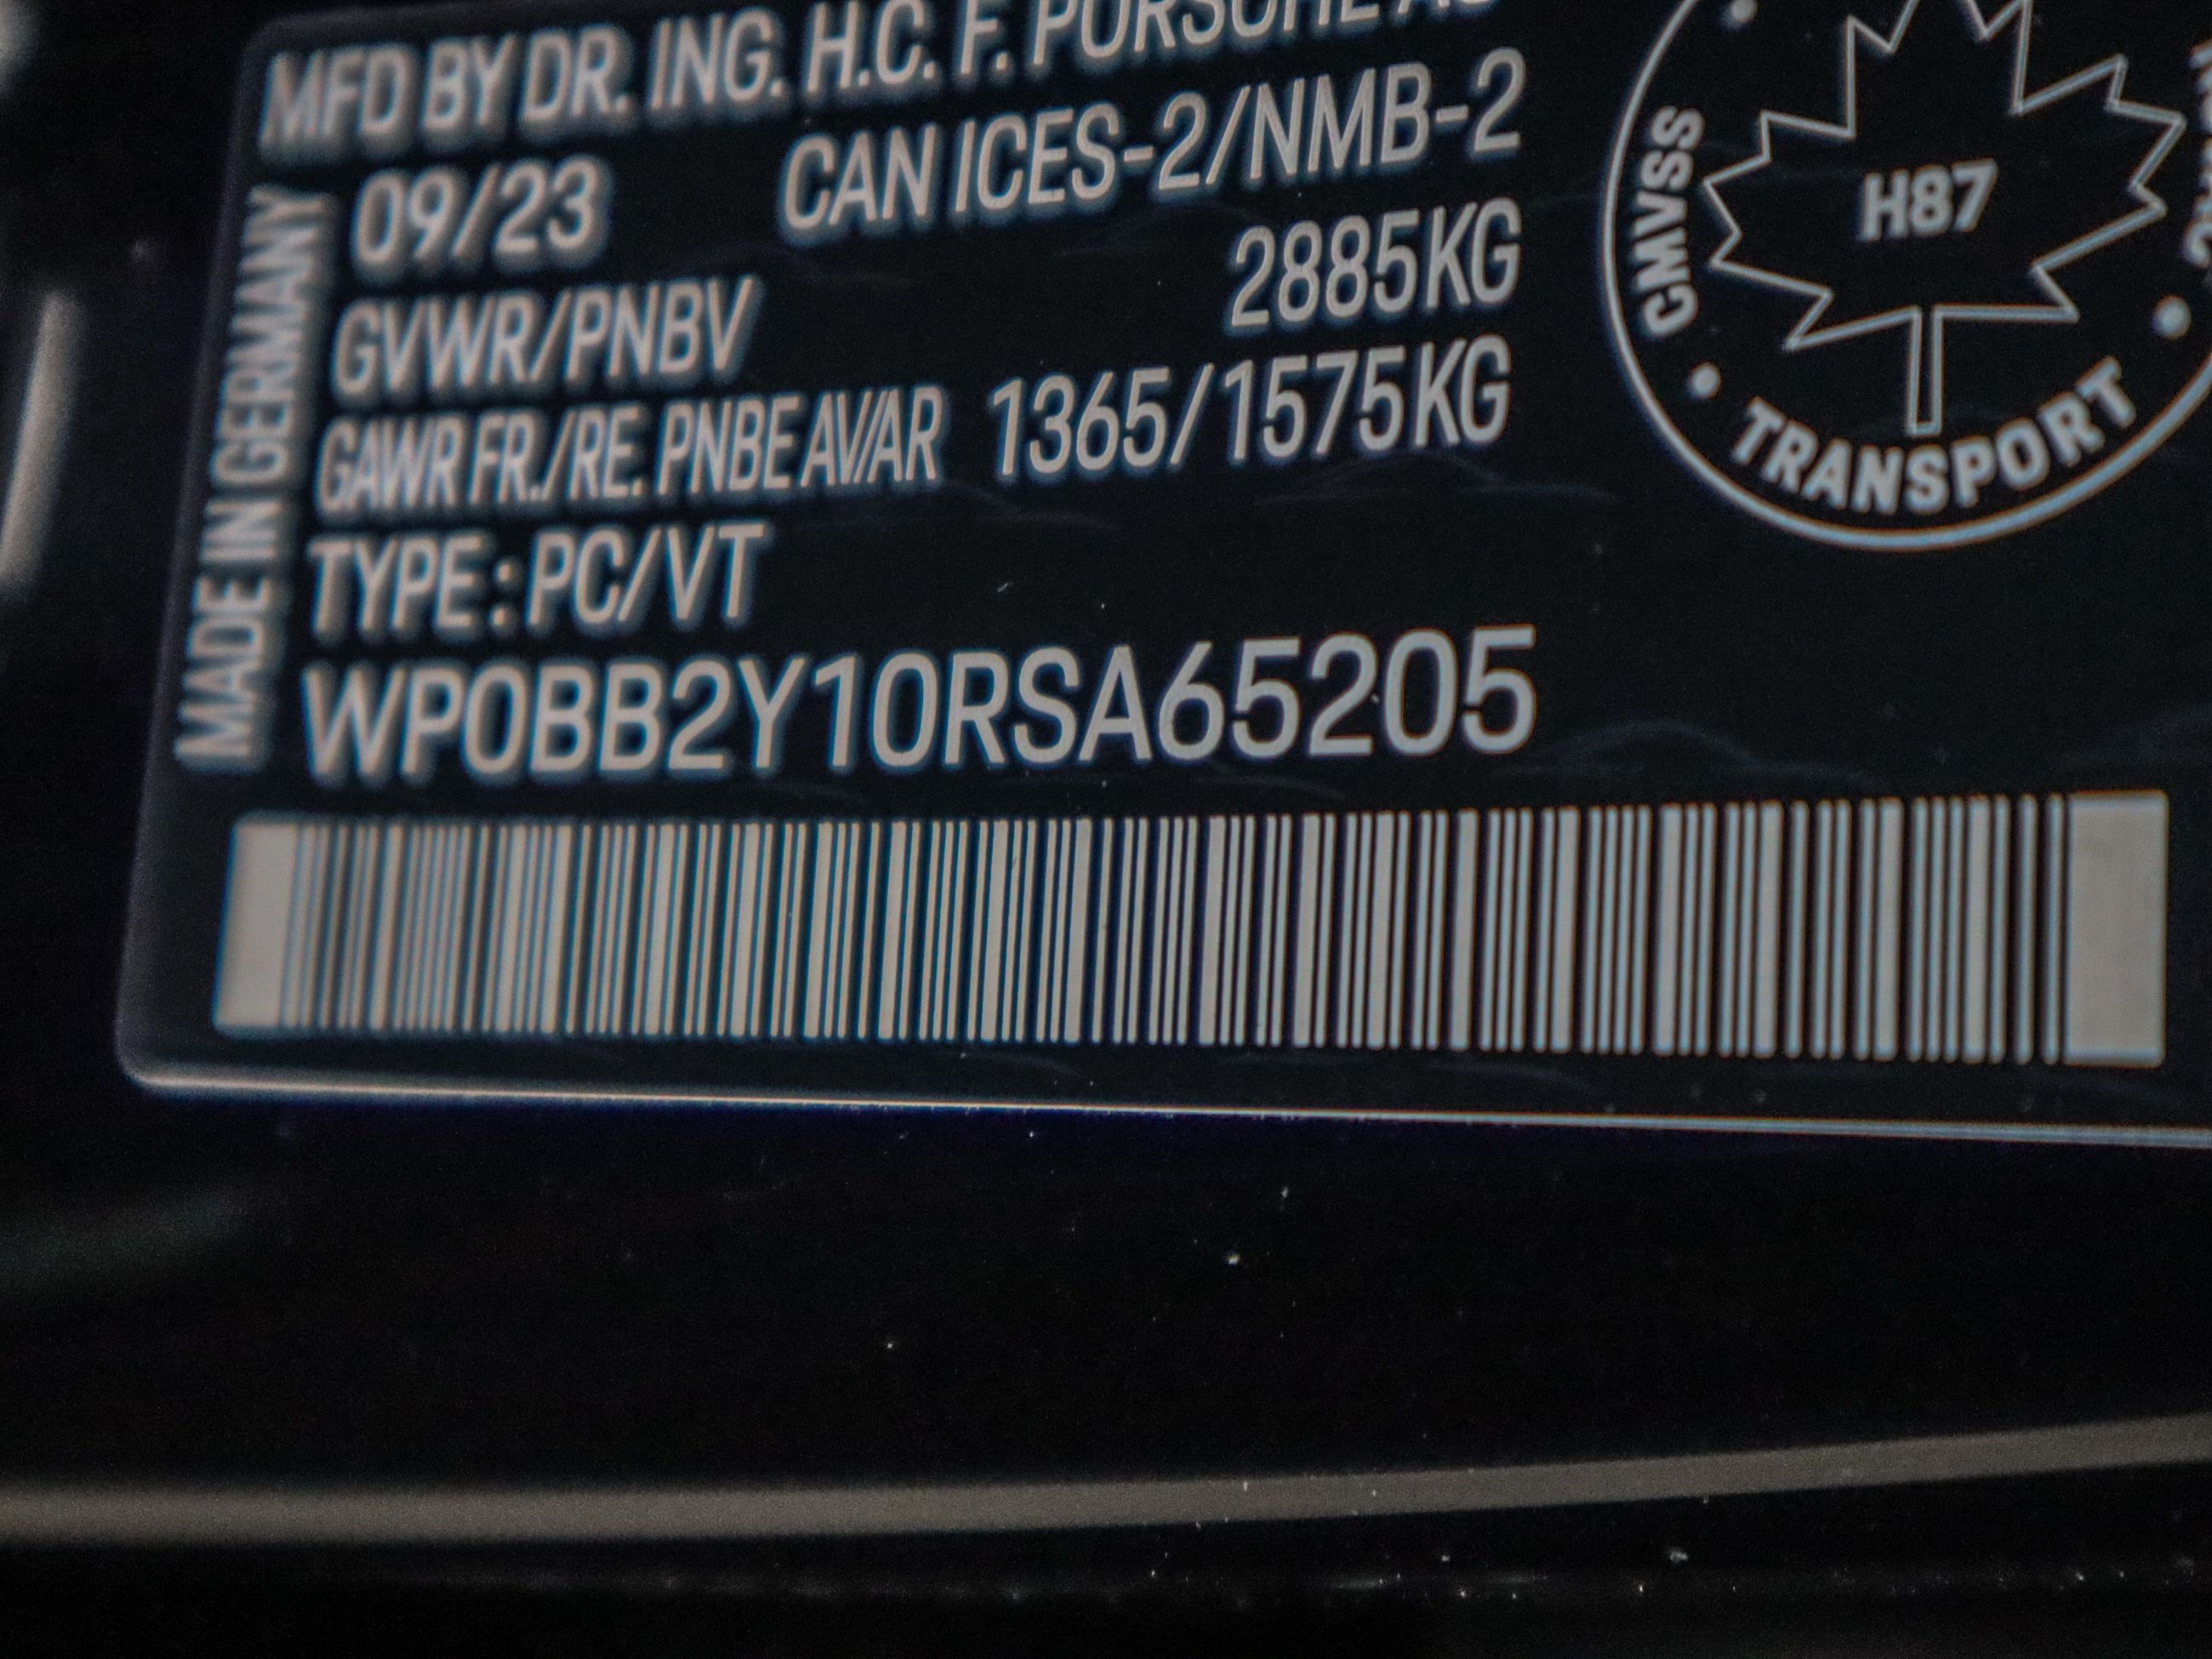 MFD BY DR. ING. H.C. F. PORSCHE AG
09/23 CAN ICES-2/NMB-2
GVWR/PNBV 2885KG
GAWR FR./RE. PNBE AV/AR 1365/1575KG
TYPE: PC/VT
WP0BB2Y10RSA65205
MADE IN GERMANY
CMVSS
H87
TRANSPORT